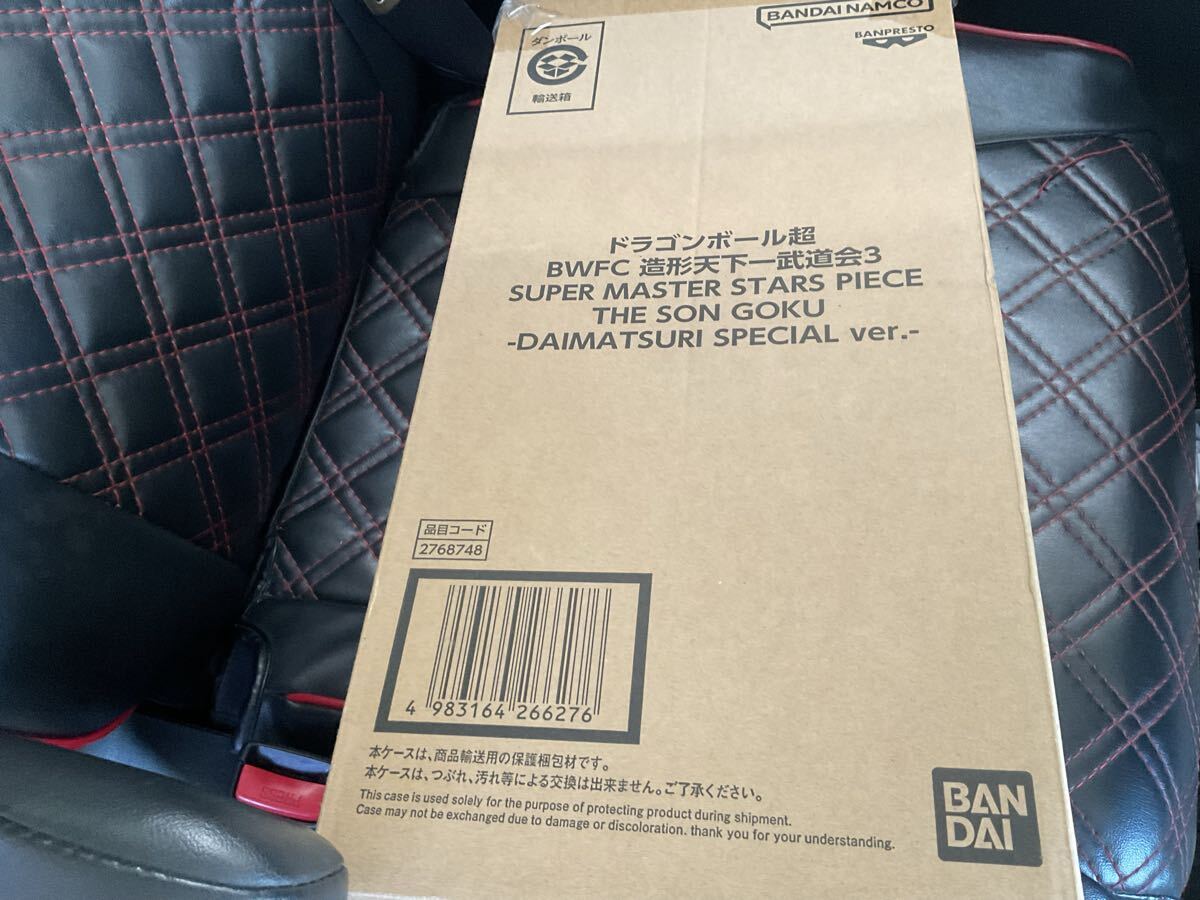 BANDAI NAMCO
BANPRESTO
ダンボール
輸送箱
ドラゴンボール超
BWFC 造形天下一武道会3
SUPER MASTER STARS PIECE
THE SON GOKU
-DAIMATSURI SPECIAL ver.-
品目コード
2768748
4 983164 266276
本ケースは、商品輸送用の保護梱包材です。
本ケースは、つぶれ、汚れ等による交換は出来ません。ご了承ください。
This case is used solely for the purpose of protecting product during shipment.
Case may not be exchanged due to damage or discoloration. thank you for your understanding.
BAN
DAI
PRESS